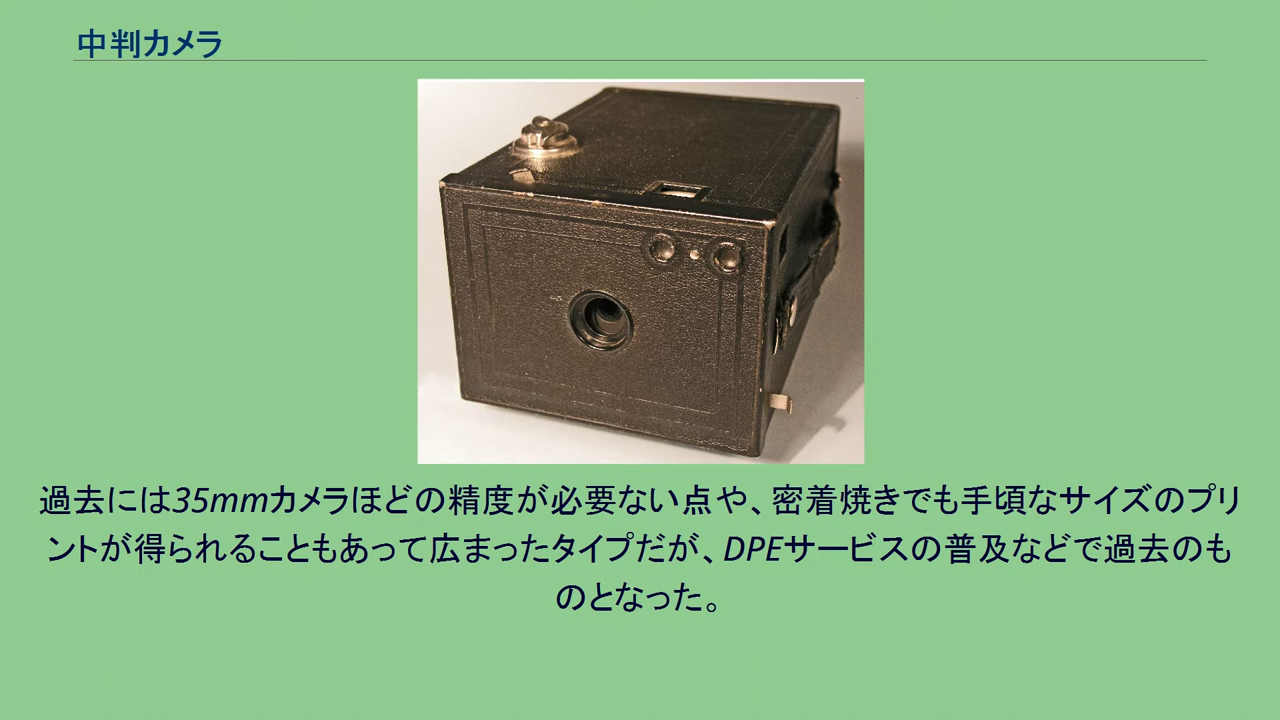 中判カメラ
過去には35mmカメラほどの精度が必要ない点や、密着焼きでも手頃なサイズのプリ
ントが得られることもあって広まったタイプだが、DPEサービスの普及などで過去のも
のとなった。